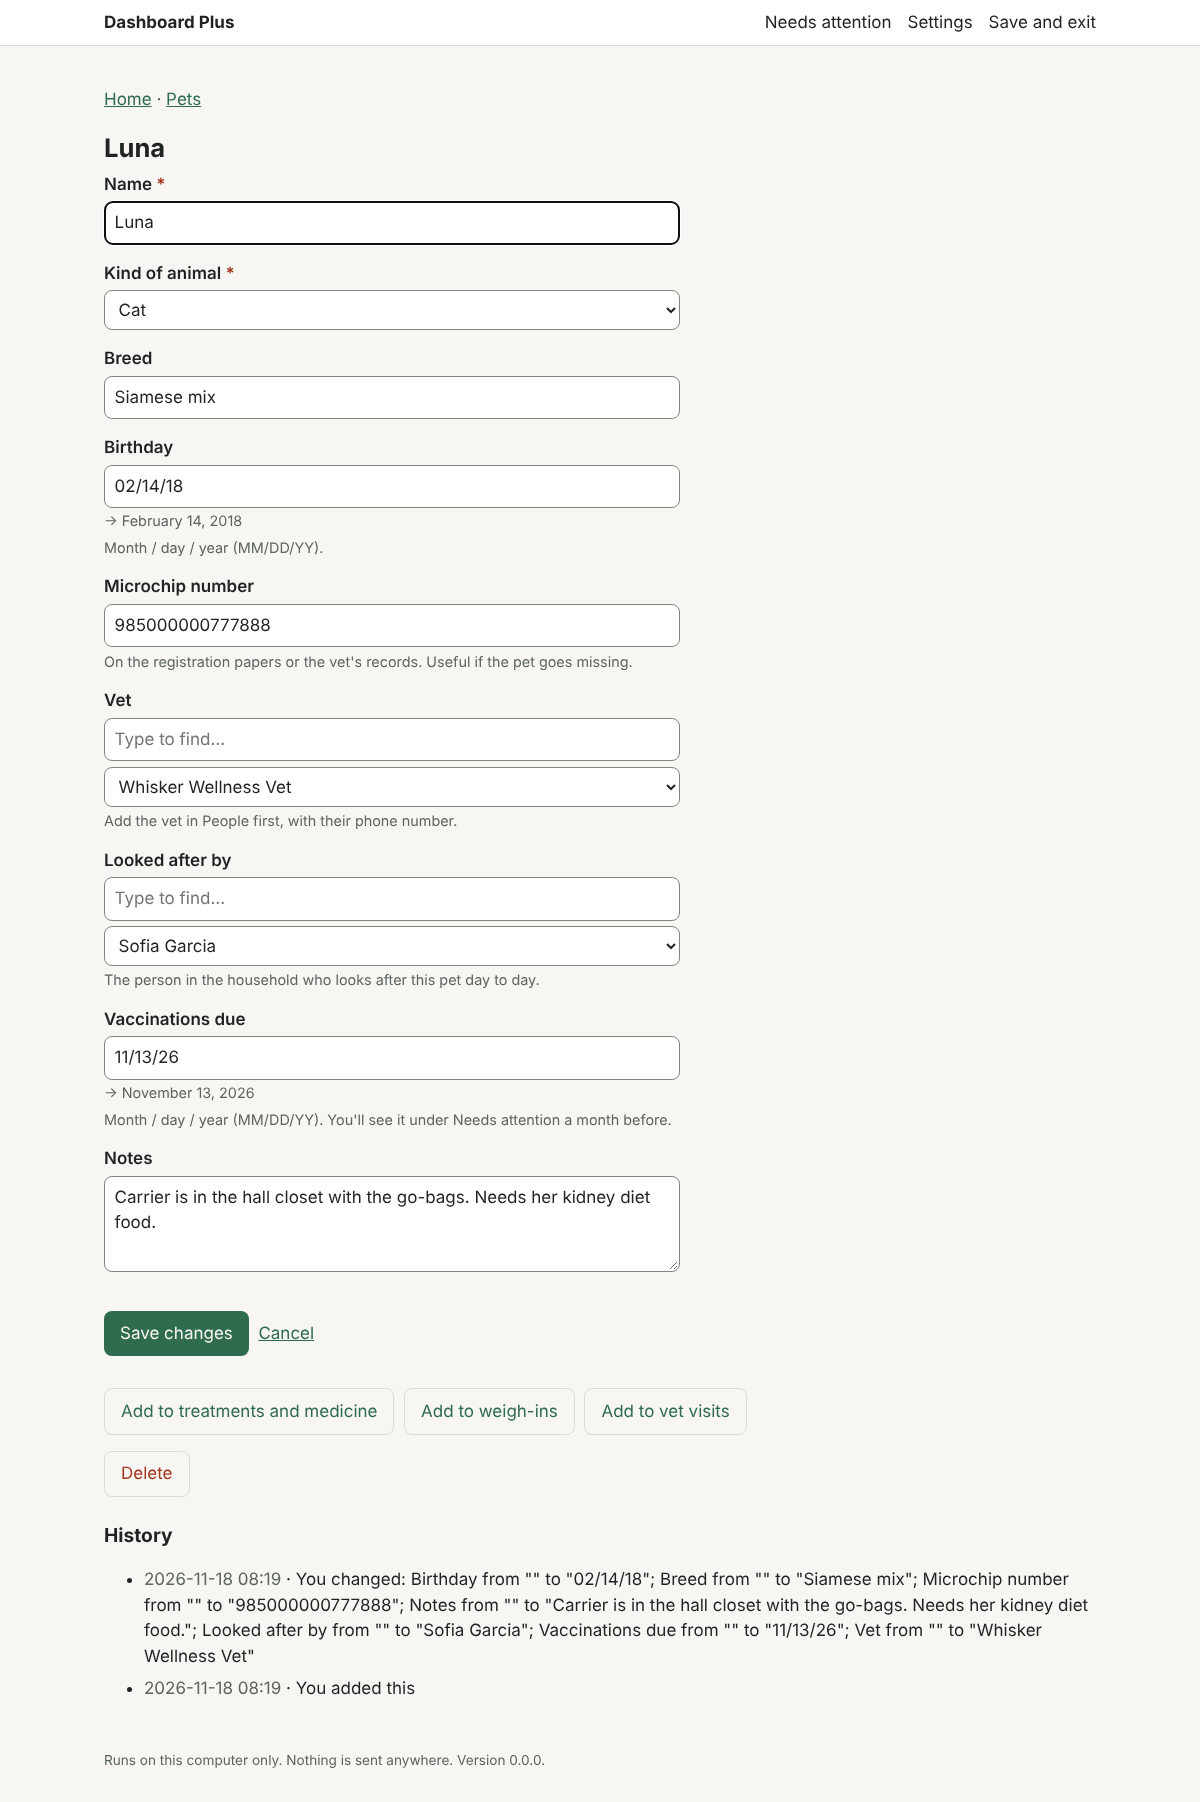 Dashboard Plus
Needs attention Settings Save and exit
Home · Pets
Luna
Name *
Luna
Kind of animal *
Cat
Breed
Siamese mix
Birthday
02/14/18
→ February 14, 2018
Month / day / year (MM/DD/YY).
Microchip number
985000000777888
On the registration papers or the vet's records. Useful if the pet goes missing.
Vet
Type to find...
Whisker Wellness Vet
Add the vet in People first, with their phone number.
Looked after by
Type to find...
Sofia Garcia
The person in the household who looks after this pet day to day.
Vaccinations due
11/13/26
→ November 13, 2026
Month / day / year (MM/DD/YY). You'll see it under Needs attention a month before.
Notes
Carrier is in the hall closet with the go-bags. Needs her kidney diet
food.
Save changes Cancel
Add to treatments and medicine Add to weigh-ins Add to vet visits
Delete
History
• 2026-11-18 08:19 · You changed: Birthday from "" to "02/14/18"; Breed from "" to "Siamese mix"; Microchip number
from "" to "985000000777888"; Notes from "" to "Carrier is in the hall closet with the go-bags. Needs her kidney diet
food."; Looked after by from "" to "Sofia Garcia"; Vaccinations due from "" to "11/13/26"; Vet from "" to "Whisker
Wellness Vet"
• 2026-11-18 08:19 · You added this
Runs on this computer only. Nothing is sent anywhere. Version 0.0.0.